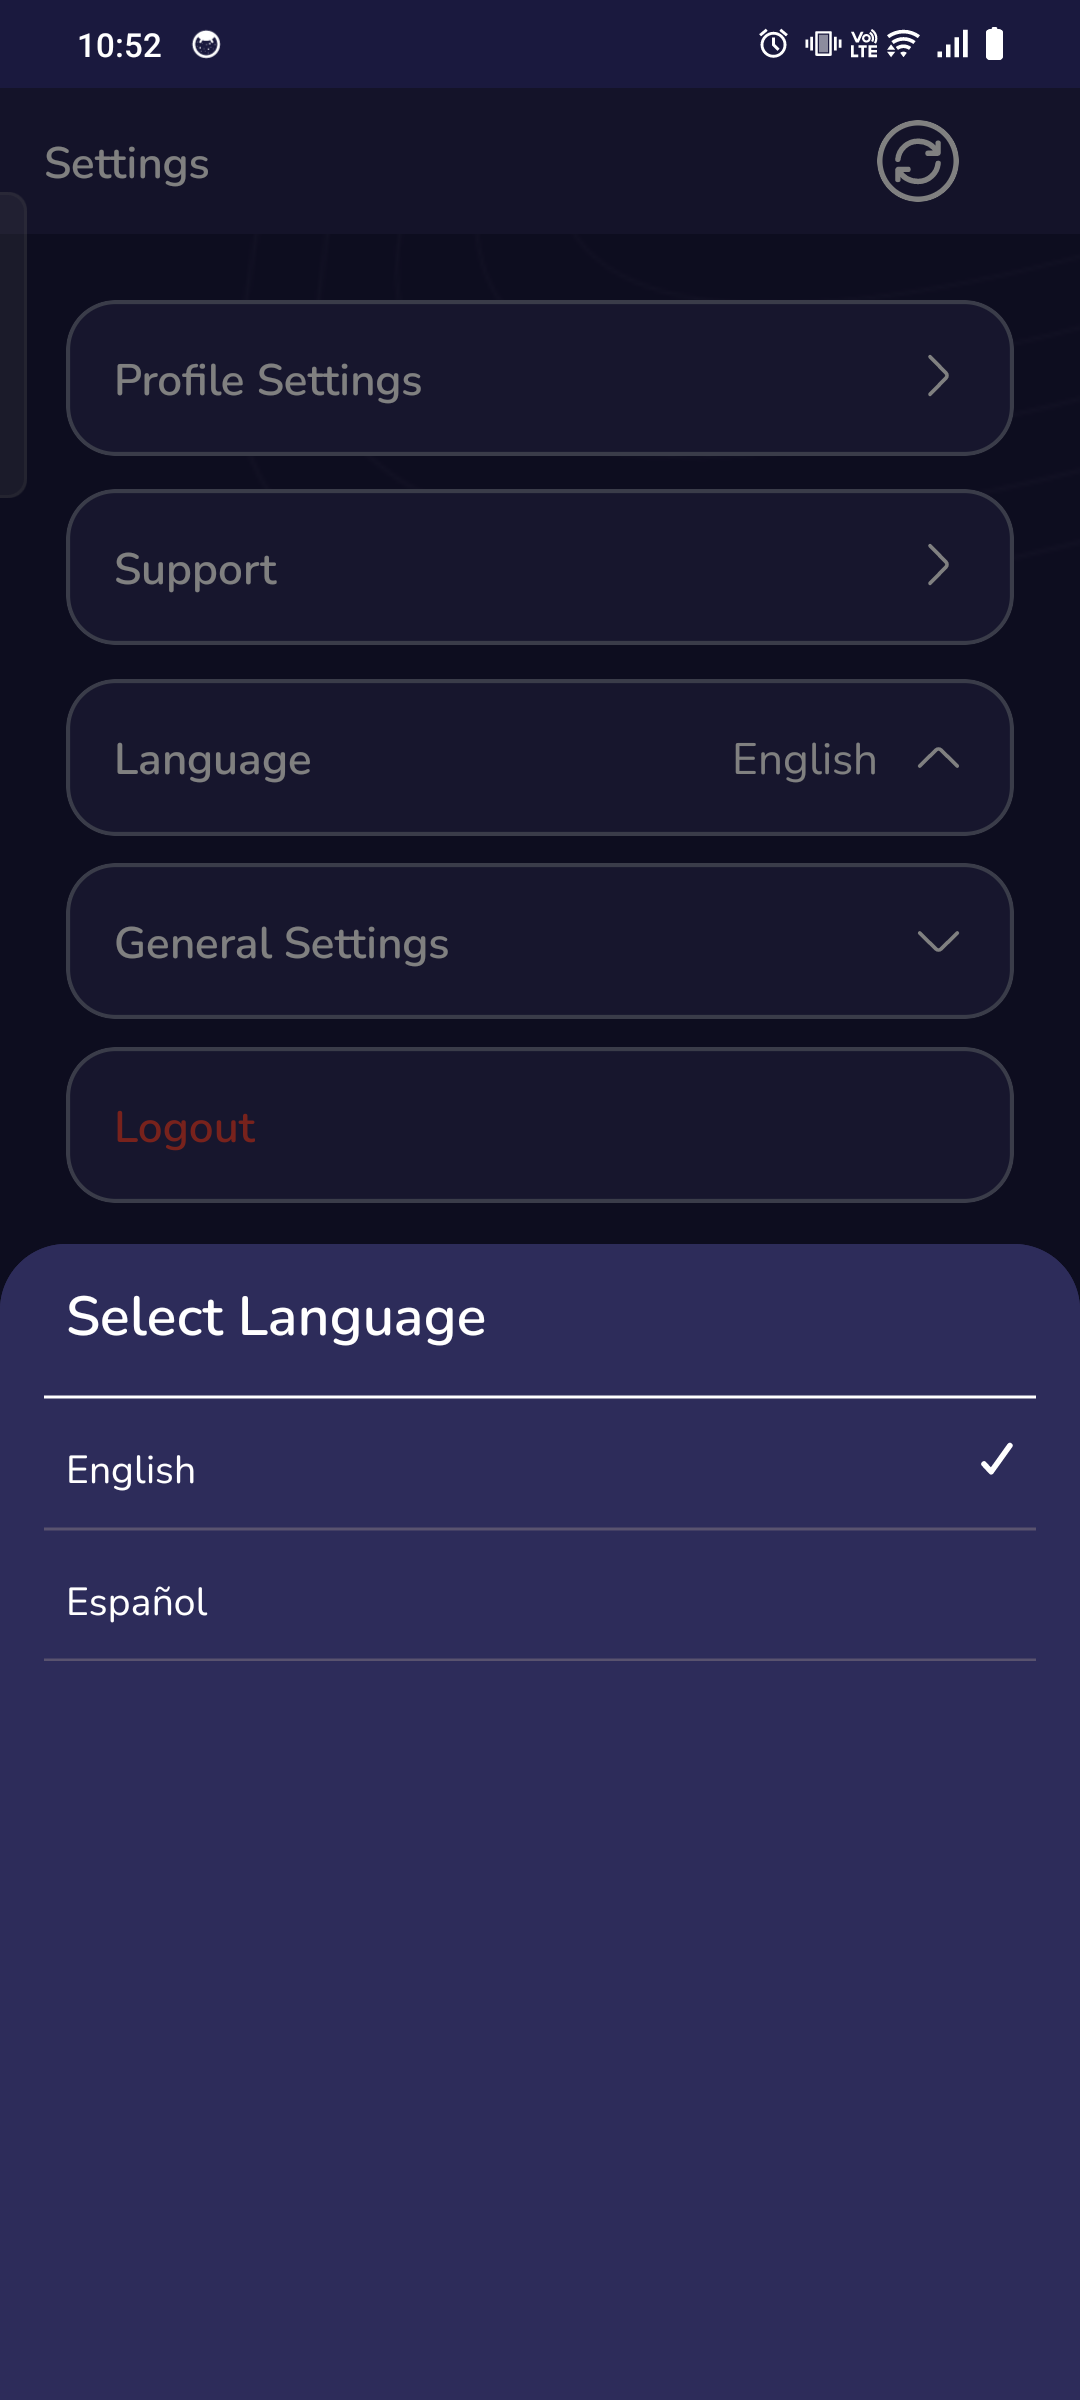 10:52
Vo) LTE
Settings
Profile Settings
Support
Language English
General Settings
Logout
Select Language
English
Español